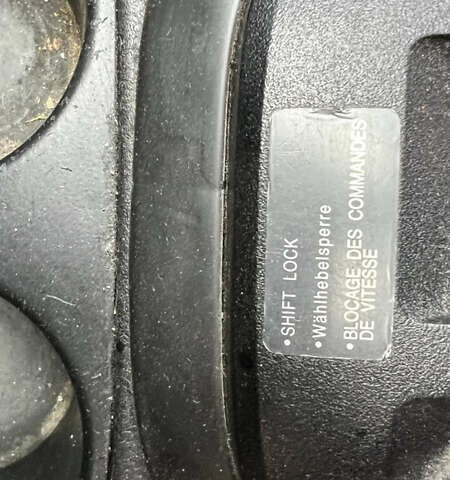 • SHIFT LOCK
• Wählhebelsperre
• BLOCAGE DES COMMANDES
DE VITESSE